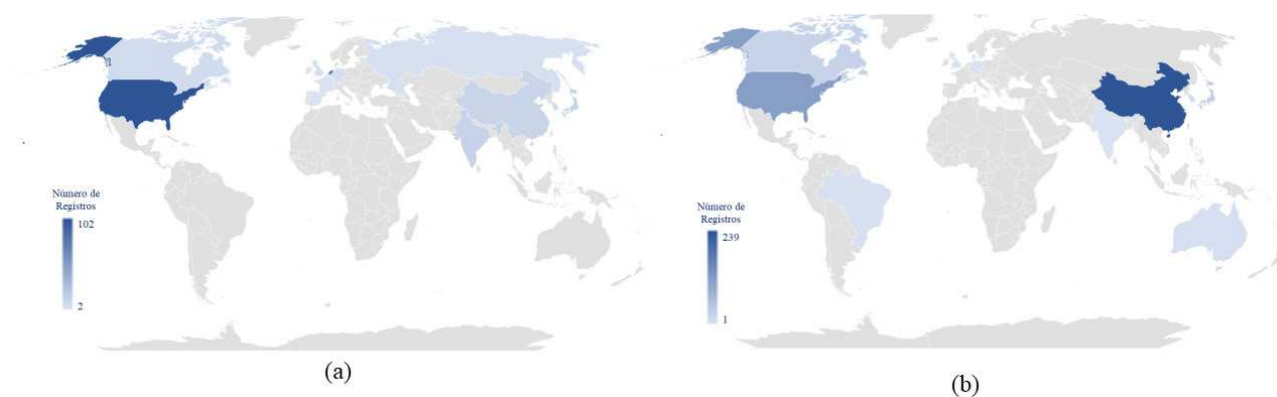 Número de
Registros
102
2
(a)
Número de
Registros
239
1
(b)